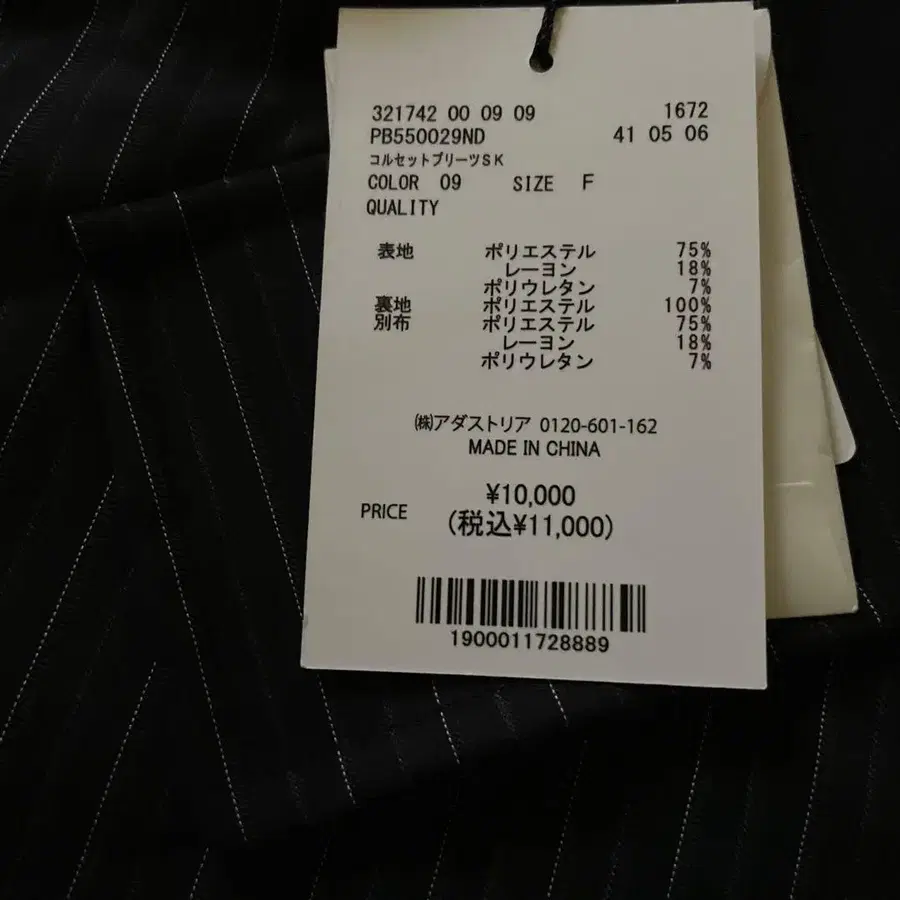 321742 00 09 09 1672
PB550029ND 41 05 06
コルセットプリーツSK
COLOR 09 SIZE F
QUALITY
表地 ポリエステル 75%
レーヨン 18%
ポリウレタン 7%
裏地 ポリエステル 100%
別布 ポリエステル 75%
レーヨン 18%
ポリウレタン 7%
㈱アダストリア 0120-601-162
MADE IN CHINA
¥10,000
PRICE (税込¥11,000)
1900011728889